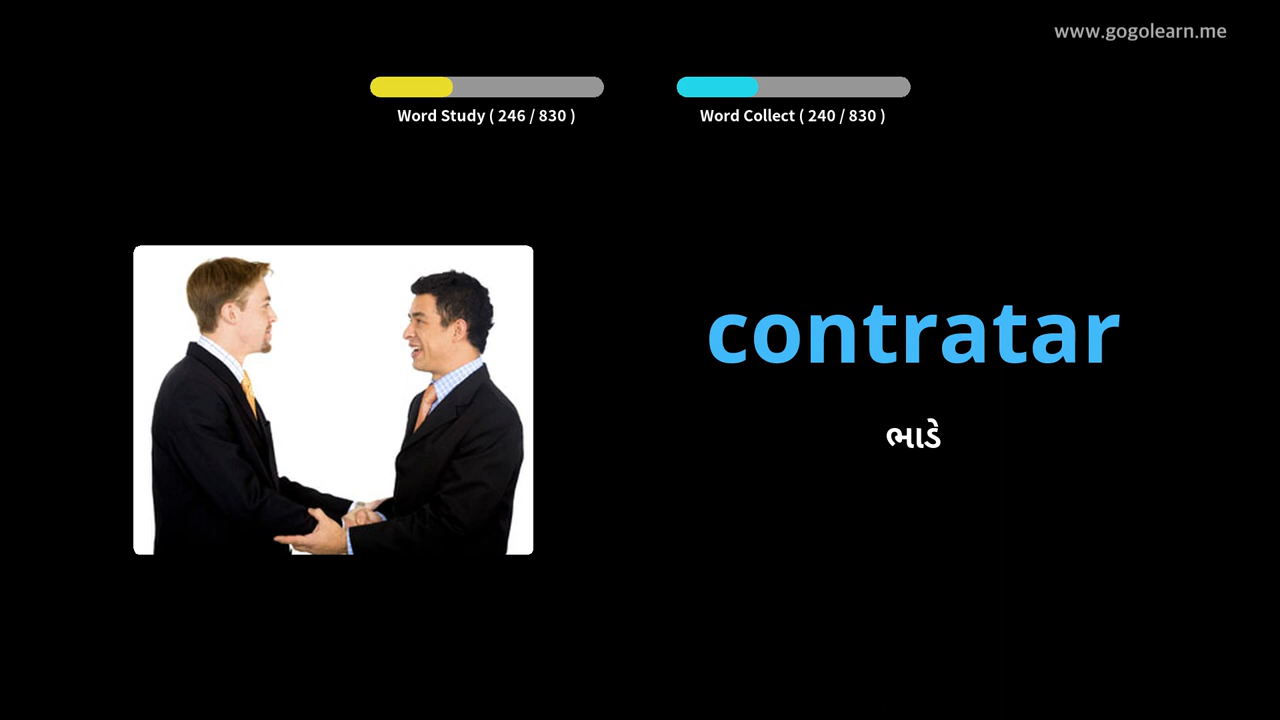 www.gogolearn.me
Word Study ( 246 / 830 )
Word Collect ( 240 / 830 )
contratar
ભાડે